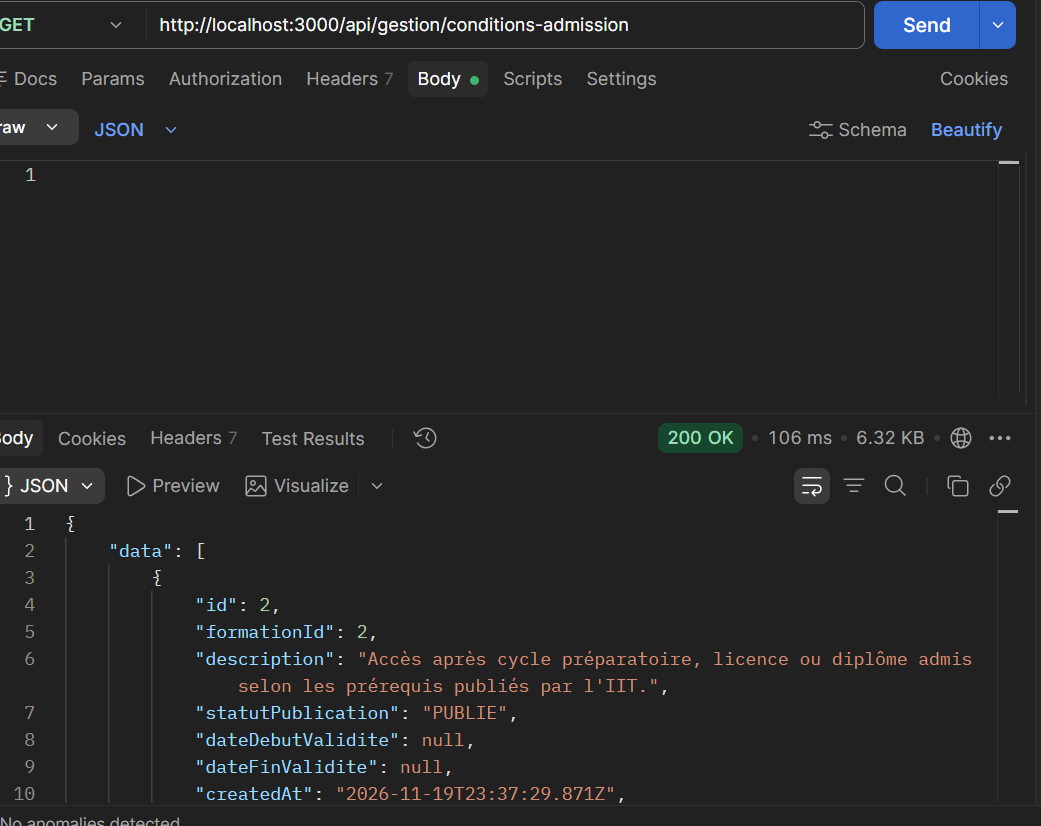 GET http://localhost:3000/api/gestion/conditions-admission Send
Docs Params Authorization Headers 7 Body Scripts Settings Cookies
raw JSON Schema Beautify
1
Body Cookies Headers 7 Test Results 200 OK 106 ms 6.32 KB
} JSON Preview Visualize
1 {
2 "data": [
3 {
4 "id": 2,
5 "formationId": 2,
6 "description": "Accès après cycle préparatoire, licence ou diplôme admis
selon les prérequis publiés par l'IIT.",
7 "statutPublication": "PUBLIE",
8 "dateDebutValidite": null,
9 "dateFinValidite": null,
10 "createdAt": "2026-11-19T23:37:29.871Z",
No anomalies detected